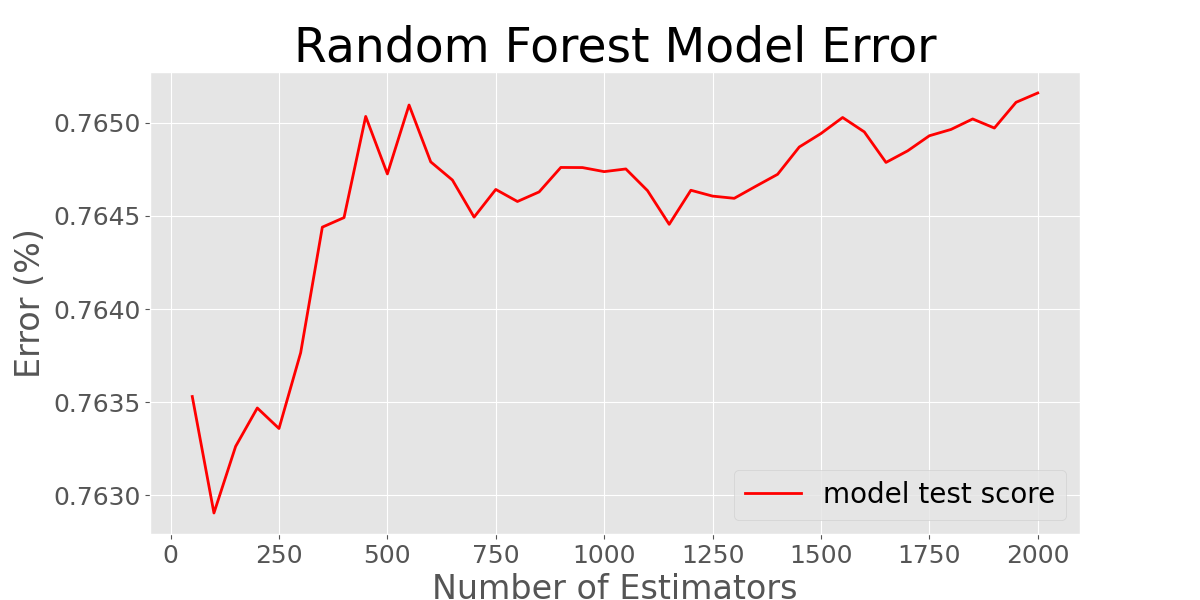 Random Forest Model Error
Error (%)
0.7650
0.7645
0.7640
0.7635
0.7630
model test score
0 250 500 750 1000 1250 1500 1750 2000
Number of Estimators